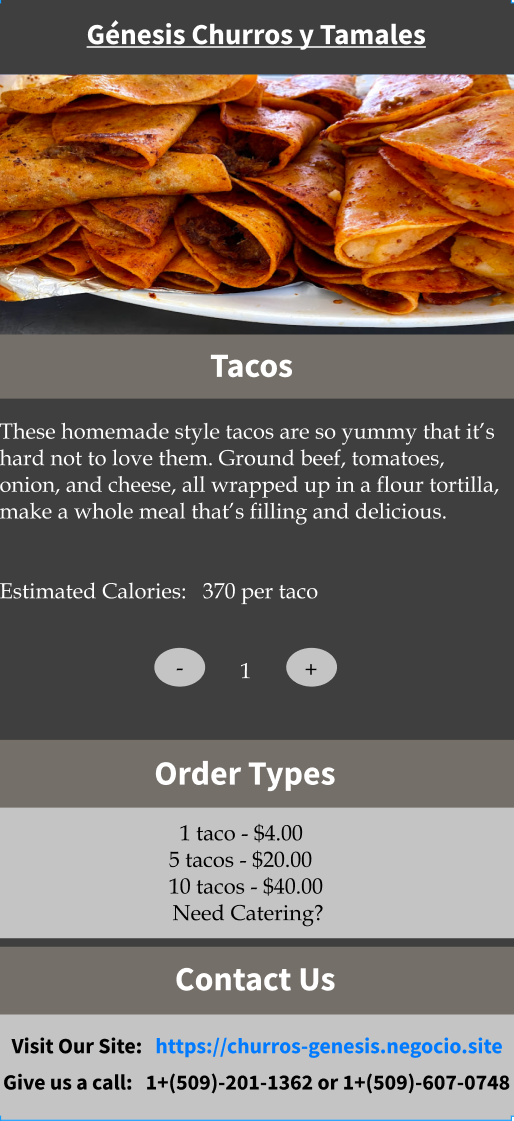 Génesis Churros y Tamales
Tacos
These homemade style tacos are so yummy that it’s
hard not to love them. Ground beef, tomatoes,
onion, and cheese, all wrapped up in a flour tortilla,
make a whole meal that’s filling and delicious.
Estimated Calories: 370 per taco
- 1 +
Order Types
1 taco - $4.00
5 tacos - $20.00
10 tacos - $40.00
Need Catering?
Contact Us
Visit Our Site: https://churros-genesis.negocio.site
Give us a call: 1+(509)-201-1362 or 1+(509)-607-0748